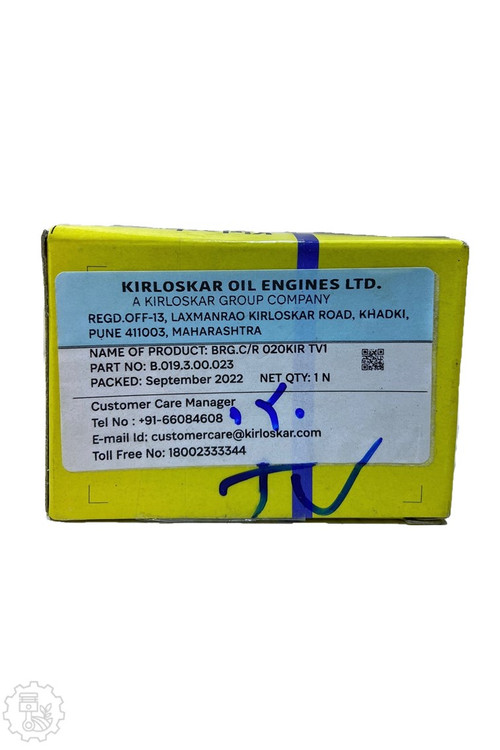 KIRLOSKAR OIL ENGINES LTD.
A KIRLOSKAR GROUP COMPANY
REGD.OFF-13, LAXMANRAO KIRLOSKAR ROAD, KHADKI,
PUNE 411003, MAHARASHTRA
NAME OF PRODUCT: BRG.C/R 020KIR TV1
PART NO: B.019.3.00.023
PACKED: September 2022 NET QTY: 1 N
Customer Care Manager
Tel No : +91-66084608
E-mail Id: customercare@kirloskar.com
Toll Free No: 18002333344
TV